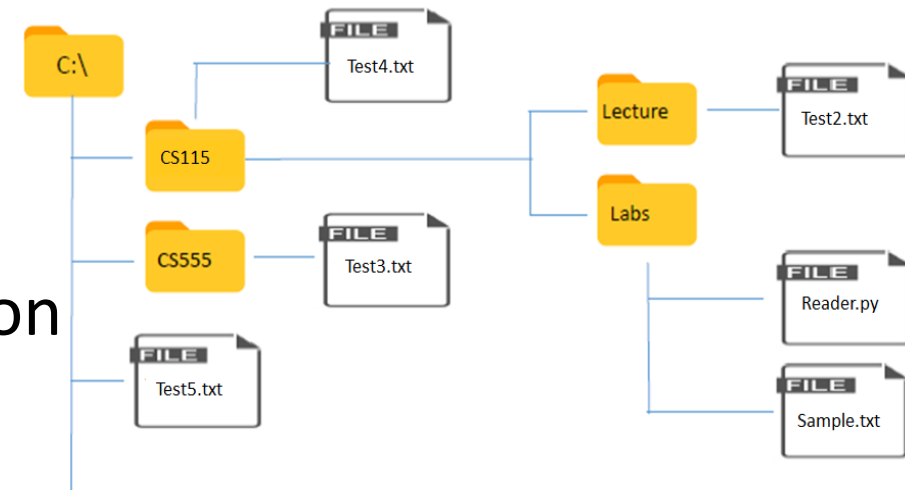 C:\
FILE
Test4.txt
CS115
Lecture
FILE
Test2.txt
Labs
CS555
FILE
Test3.txt
FILE
Reader.py
on
FILE
Test5.txt
FILE
Sample.txt